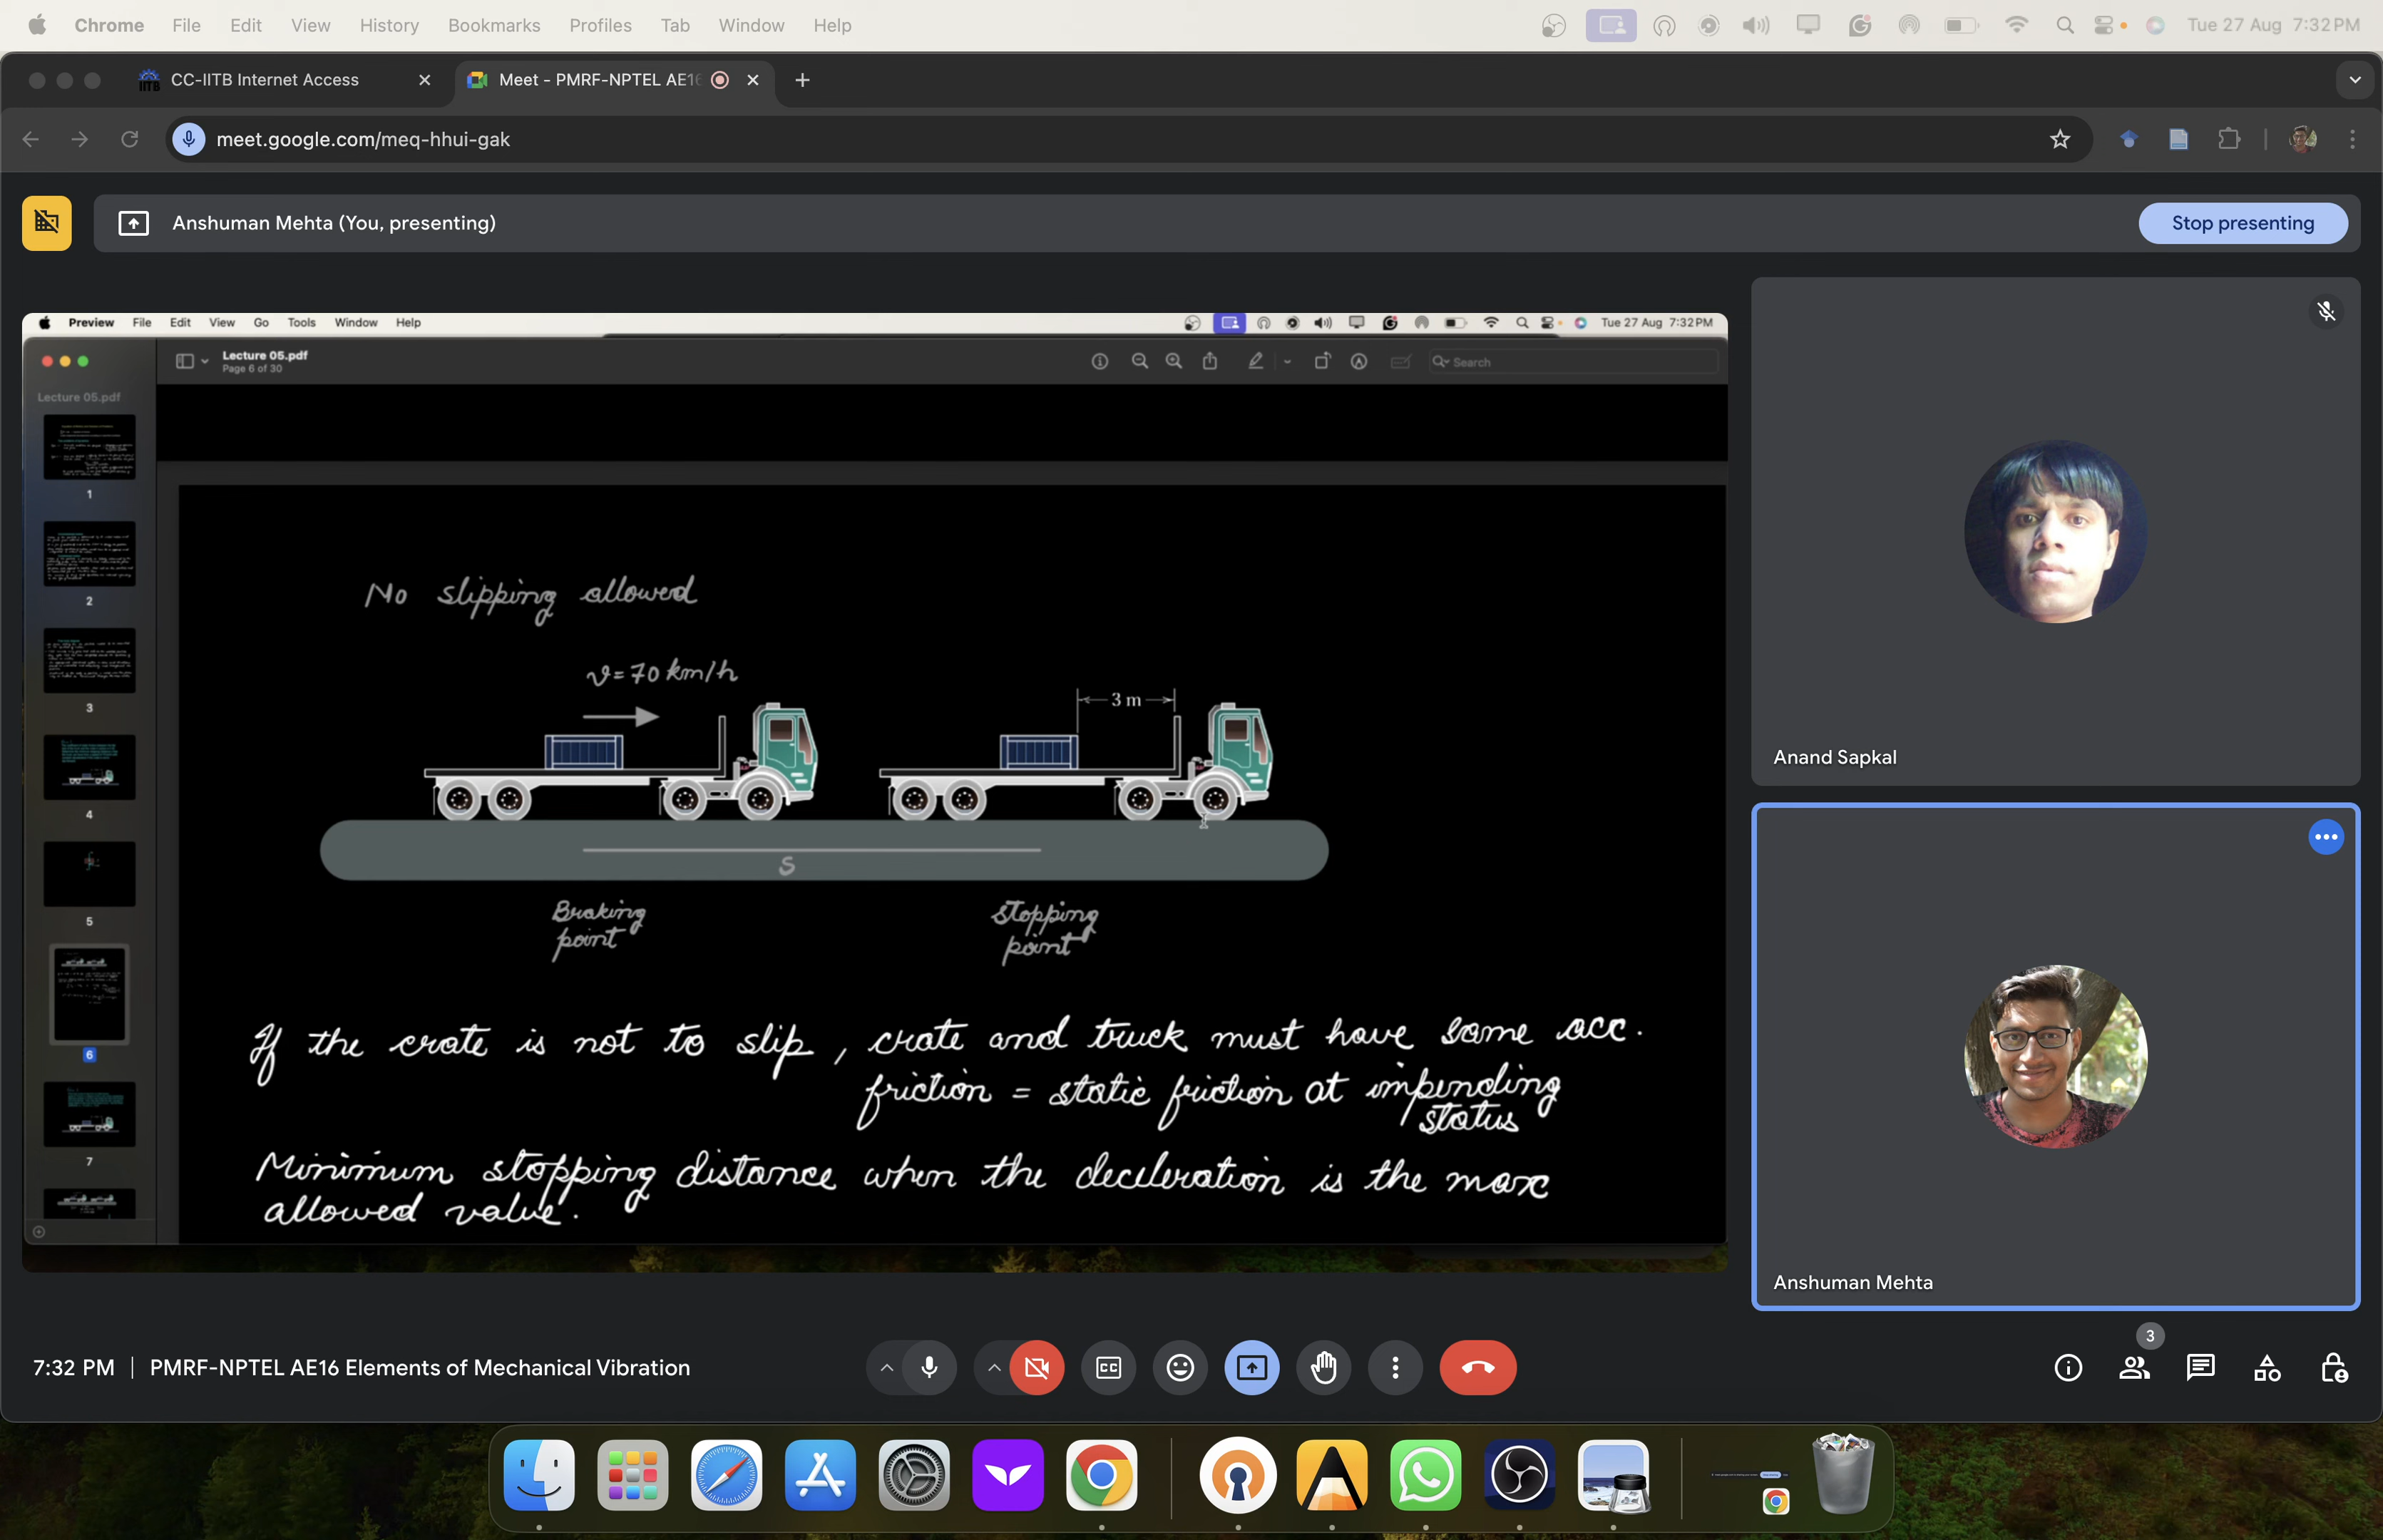 Chrome File Edit View History Bookmarks Profiles Tab Window Help Tue 27 Aug 7:32 PM
CC-IITB Internet Access Meet - PMRF-NPTEL AE16
meet.google.com/meq-hhui-gak
Anshuman Mehta (You, presenting) Stop presenting
Preview File Edit View Go Tools Window Help Tue 27 Aug 7:32 PM
Lecture 05.pdf
Page 6 of 30
Search
Lecture 05.pdf
1
2
3
4
5
6
7
No slipping allowed
v = 70 km/h
3 m
S
Braking
point
Stopping
point
If the crate is not to slip, crate and truck must have same acc.
friction = static friction at impending
status
Minimum stopping distance when the deceleration is the max
allowed value.
Anand Sapkal
Anshuman Mehta
3
7:32 PM | PMRF-NPTEL AE16 Elements of Mechanical Vibration
CC